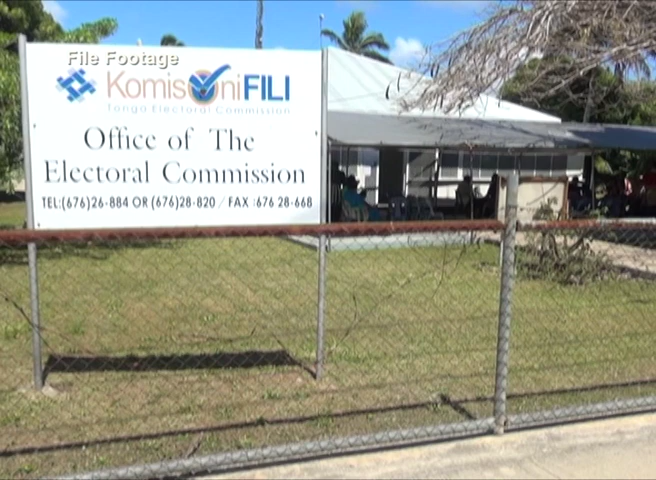 File Footage
KomisoniFILI
Tonga Electoral Commission
Office of The
Electoral Commission
TEL:(676)26-884 OR (676)28-820 / FAX :676 28-668